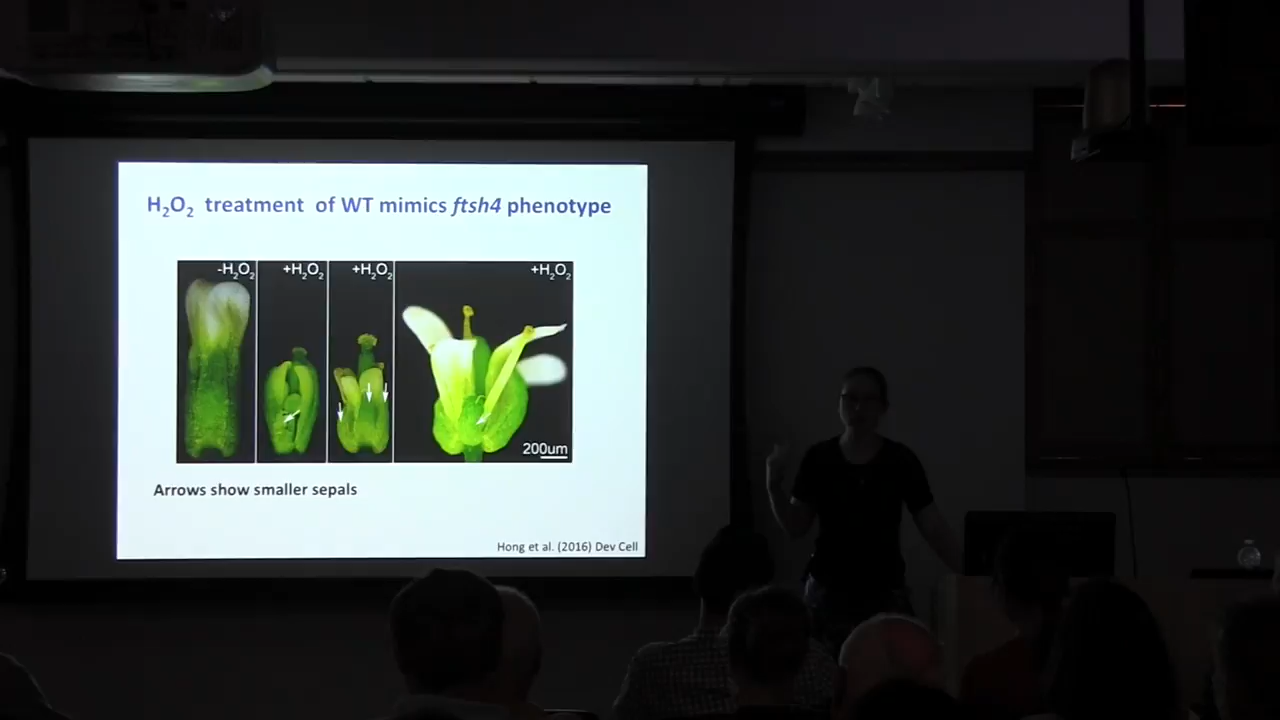 H₂O₂ treatment of WT mimics ftsh4 phenotype
-H₂O₂
+H₂O₂
+H₂O₂
+H₂O₂
200um
Arrows show smaller sepals
Hong et al. (2016) Dev Cell